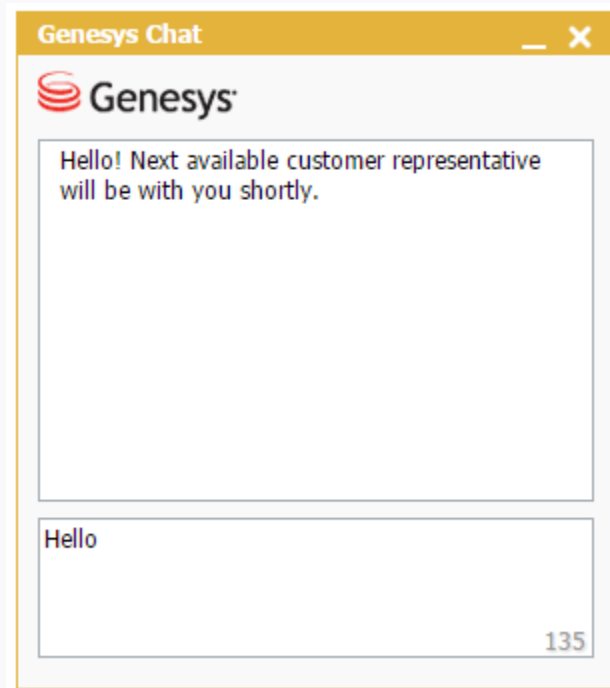 Genesys Chat
Genesys
Hello! Next available customer representative
will be with you shortly.
Hello
135